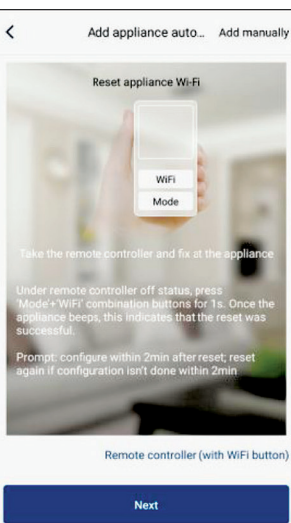 Add appliance auto... Add manually
Reset appliance Wi-Fi
WiFi
Mode
Take the remote controller and fix at the appliance
Under remote controller off status, press
'Mode'+'WiFi' combination buttons for 1s. Once the
appliance beeps, this indicates that the reset was
successful.
Prompt: configure within 2min after reset; reset
again if configuration isn't done within 2min
Remote controller (with WiFi button)
Next